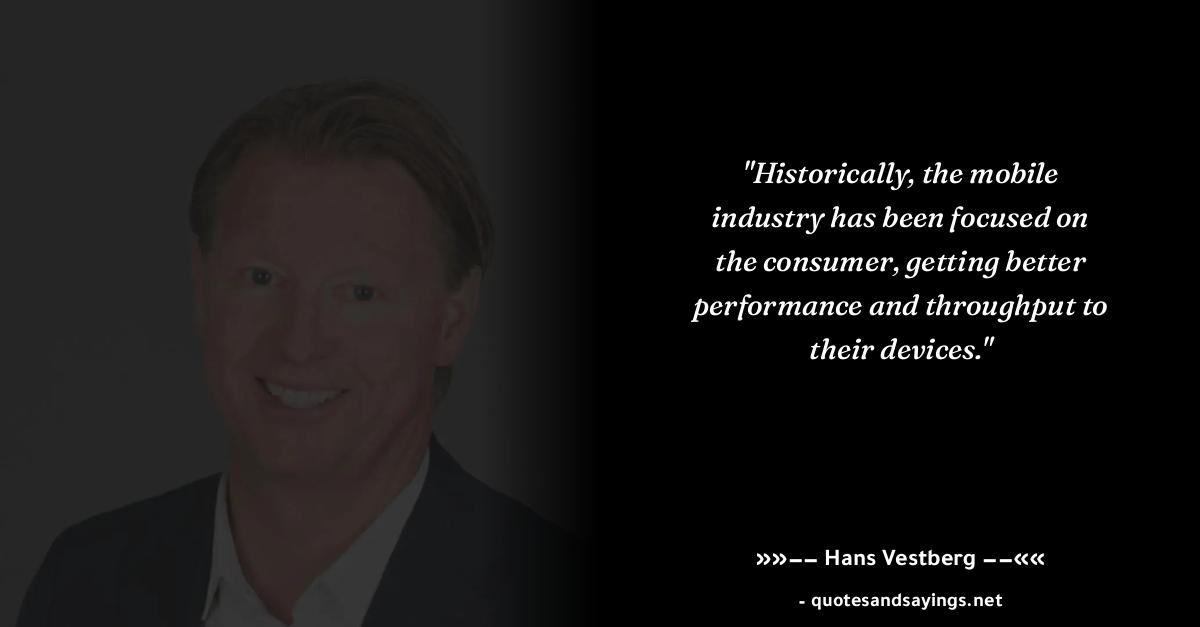 "Historically, the mobile
industry has been focused on
the consumer, getting better
performance and throughput to
their devices."
»»−− Hans Vestberg −−««
- quotesandsayings.net